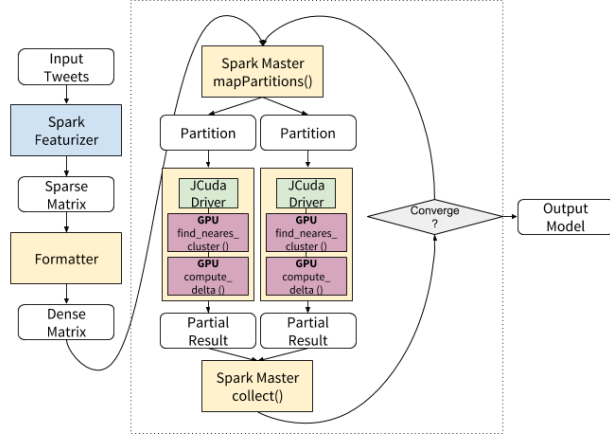 Input
Tweets
Spark
Featurizer
Sparse
Matrix
Formatter
Dense
Matrix
Spark Master
mapPartitions()
Partition
Partition
JCuda
Driver
GPU
find_neares_
cluster()
GPU
compute_
delta()
JCuda
Driver
GPU
find_neares_
cluster()
GPU
compute_
delta()
Partial
Result
Partial
Result
Spark Master
collect()
Converge
?
Output
Model